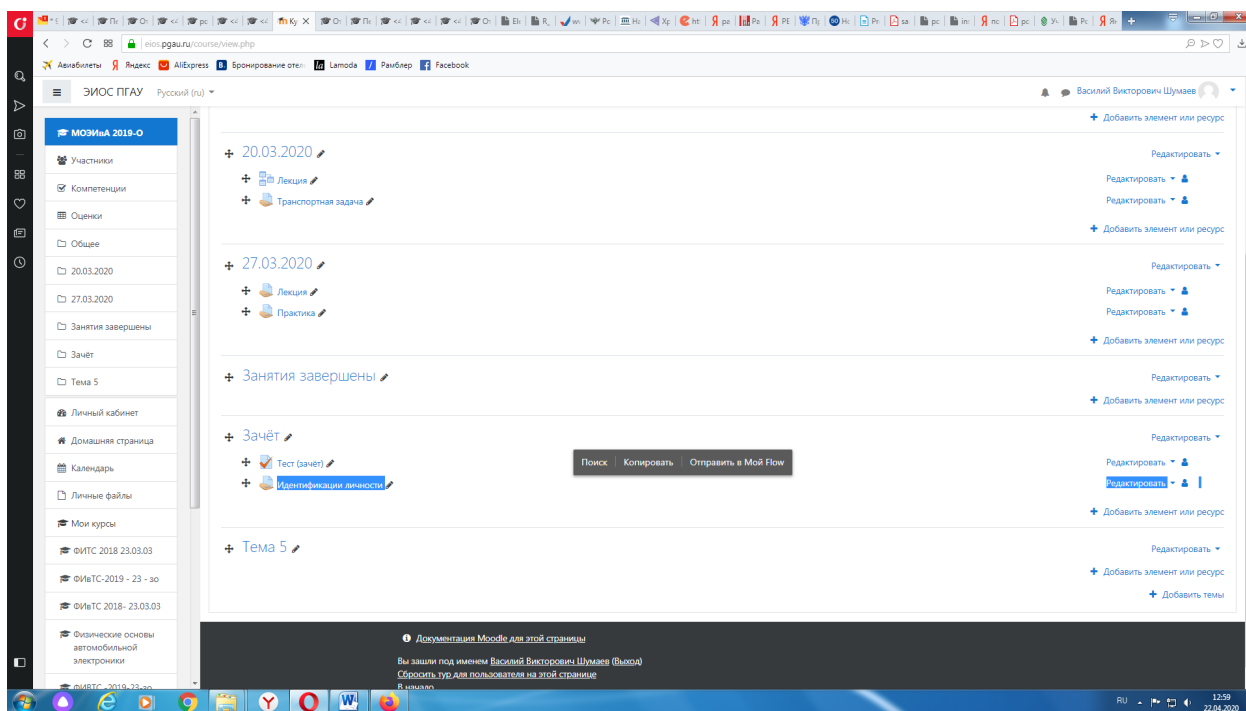 eios.pgau.ru/course/view.php
Авиабилеты Яндекс AliExpress Бронирование отел Lamoda Рамблер Facebook
ЭИОС ПГАУ Русский (ru)
Василий Викторович Шумаев
МОЭИвА 2019-О
Участники
Компетенции
Оценки
Общее
20.03.2020
27.03.2020
Занятия завершены
Зачёт
Тема 5
Личный кабинет
Домашняя страница
Календарь
Личные файлы
Мои курсы
ФИТС 2018 23.03.03
ФИвТС-2019 - 23 - зо
ФИвТС 2018- 23.03.03
Физические основы
автомобильной
электроники
Добавить элемент или ресурс
20.03.2020 Редактировать
Лекция Редактировать
Транспортная задача Редактировать
Добавить элемент или ресурс
27.03.2020 Редактировать
Лекция Редактировать
Практика Редактировать
Добавить элемент или ресурс
Занятия завершены Редактировать
Добавить элемент или ресурс
Зачёт Редактировать
Тест (зачёт) Редактировать
Поиск Копировать Отправить в Мой Flow
Идентификации личности Редактировать
Добавить элемент или ресурс
Тема 5 Редактировать
Добавить элемент или ресурс
Добавить темы
Документация Moodle для этой страницы
Вы зашли под именем Василий Викторович Шумаев (Выход)
Сбросить тур для пользователя на этой странице
В начало
RU 12:59
22.04.2020